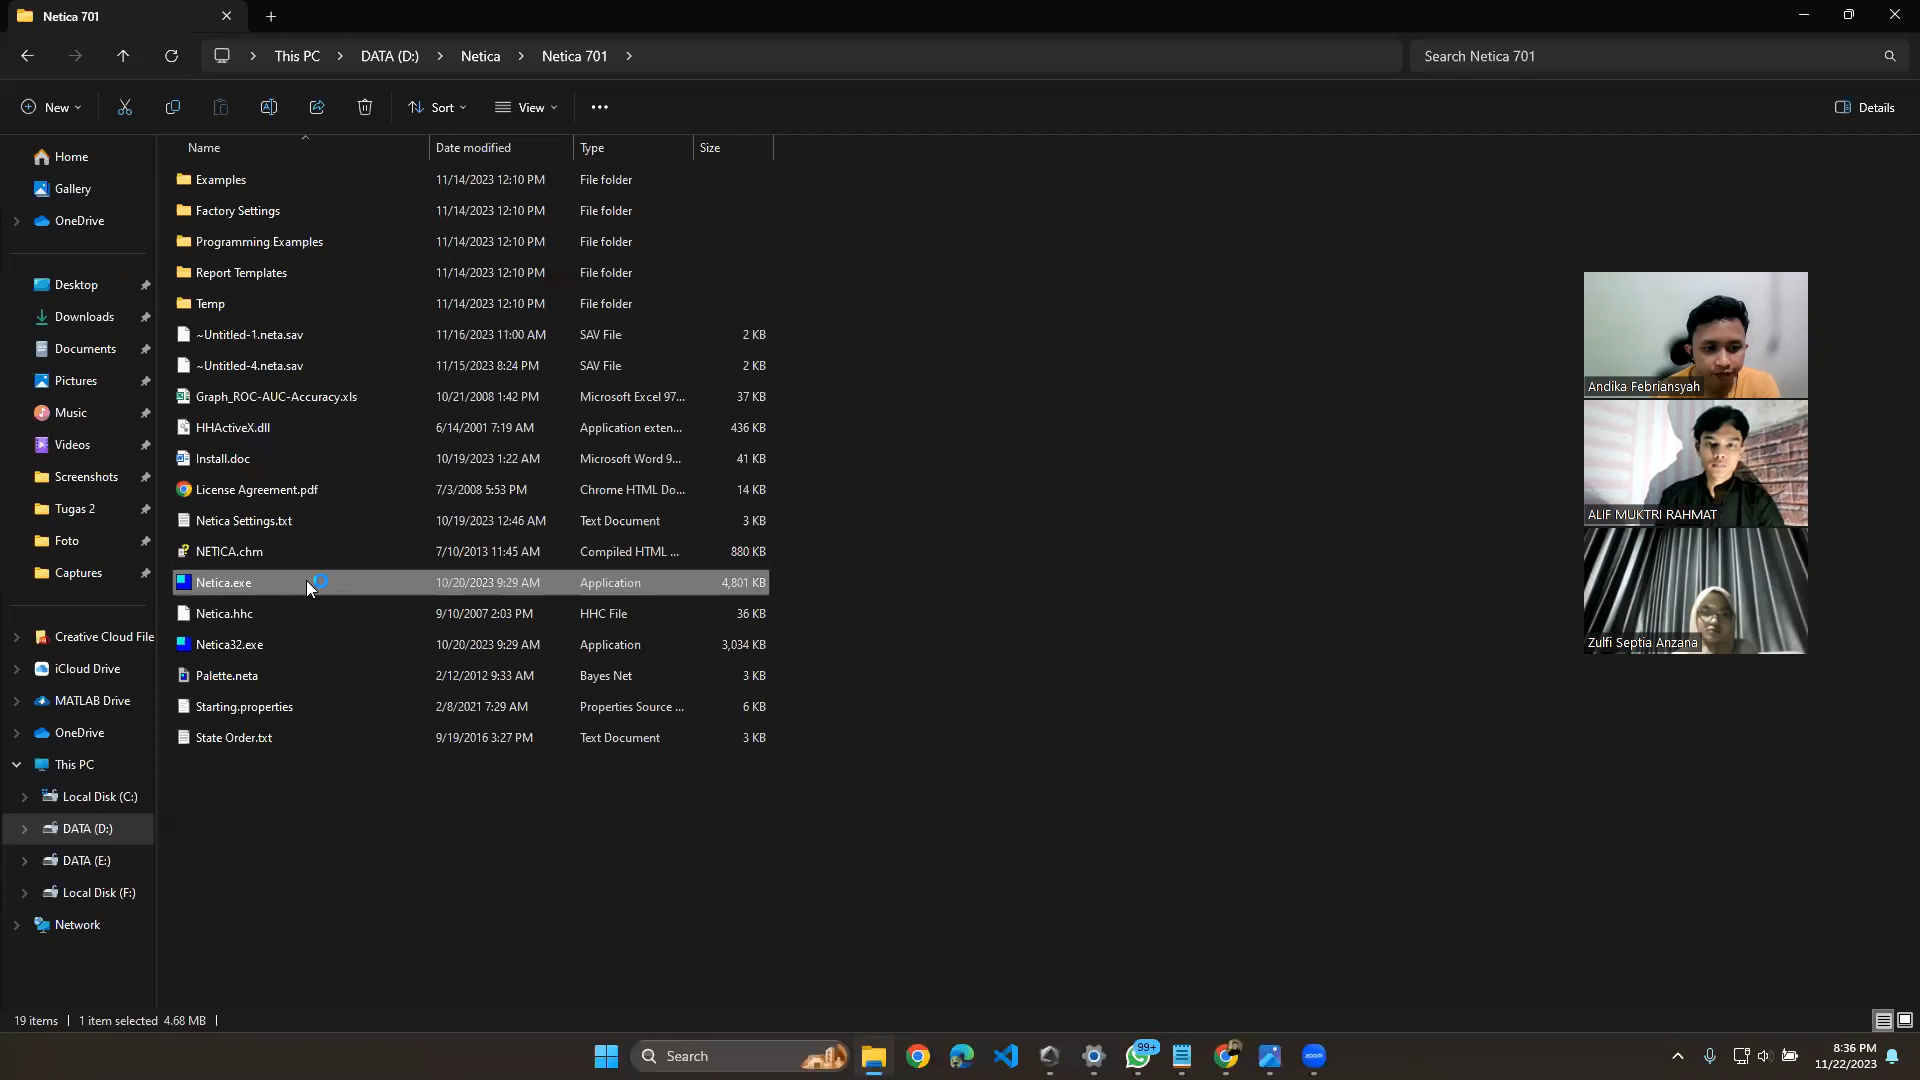 Netica 701
This PC
DATA (D:)
Netica
Netica 701
Search Netica 701
New
Sort
View
Details
Name Date modified Type Size
Home
Gallery
OneDrive
Desktop
Downloads
Documents
Pictures
Music
Videos
Screenshots
Tugas 2
Foto
Captures
Creative Cloud File
iCloud Drive
MATLAB Drive
OneDrive
This PC
Local Disk (C:)
DATA (D:)
DATA (E:)
Local Disk (F:)
Network
Examples 11/14/2023 12:10 PM File folder
Factory Settings 11/14/2023 12:10 PM File folder
Programming Examples 11/14/2023 12:10 PM File folder
Report Templates 11/14/2023 12:10 PM File folder
Temp 11/14/2023 12:10 PM File folder
~Untitled-1.neta.sav 11/16/2023 11:00 AM SAV File 2 KB
~Untitled-4.neta.sav 11/15/2023 8:24 PM SAV File 2 KB
Graph_ROC-AUC-Accuracy.xls 10/21/2008 1:42 PM Microsoft Excel 97... 37 KB
HHActiveX.dll 6/14/2001 7:19 AM Application exten... 436 KB
Install.doc 10/19/2023 1:22 AM Microsoft Word 9... 41 KB
License Agreement.pdf 7/3/2008 5:53 PM Chrome HTML Do... 14 KB
Netica Settings.txt 10/19/2023 12:46 AM Text Document 3 KB
NETICA.chm 7/10/2013 11:45 AM Compiled HTML ... 880 KB
Netica.exe 10/20/2023 9:29 AM Application 4,801 KB
Netica.hhc 9/10/2007 2:03 PM HHC File 36 KB
Netica32.exe 10/20/2023 9:29 AM Application 3,034 KB
Palette.neta 2/12/2012 9:33 AM Bayes Net 3 KB
Starting.properties 2/8/2021 7:29 AM Properties Source ... 6 KB
State Order.txt 9/19/2016 3:27 PM Text Document 3 KB
Andika Febriansyah
ALIF MUKTRI RAHMAT
Zulfi Septia Anzana
19 items 1 item selected 4.68 MB
Search
99+
zoom
8:36 PM
11/22/2023